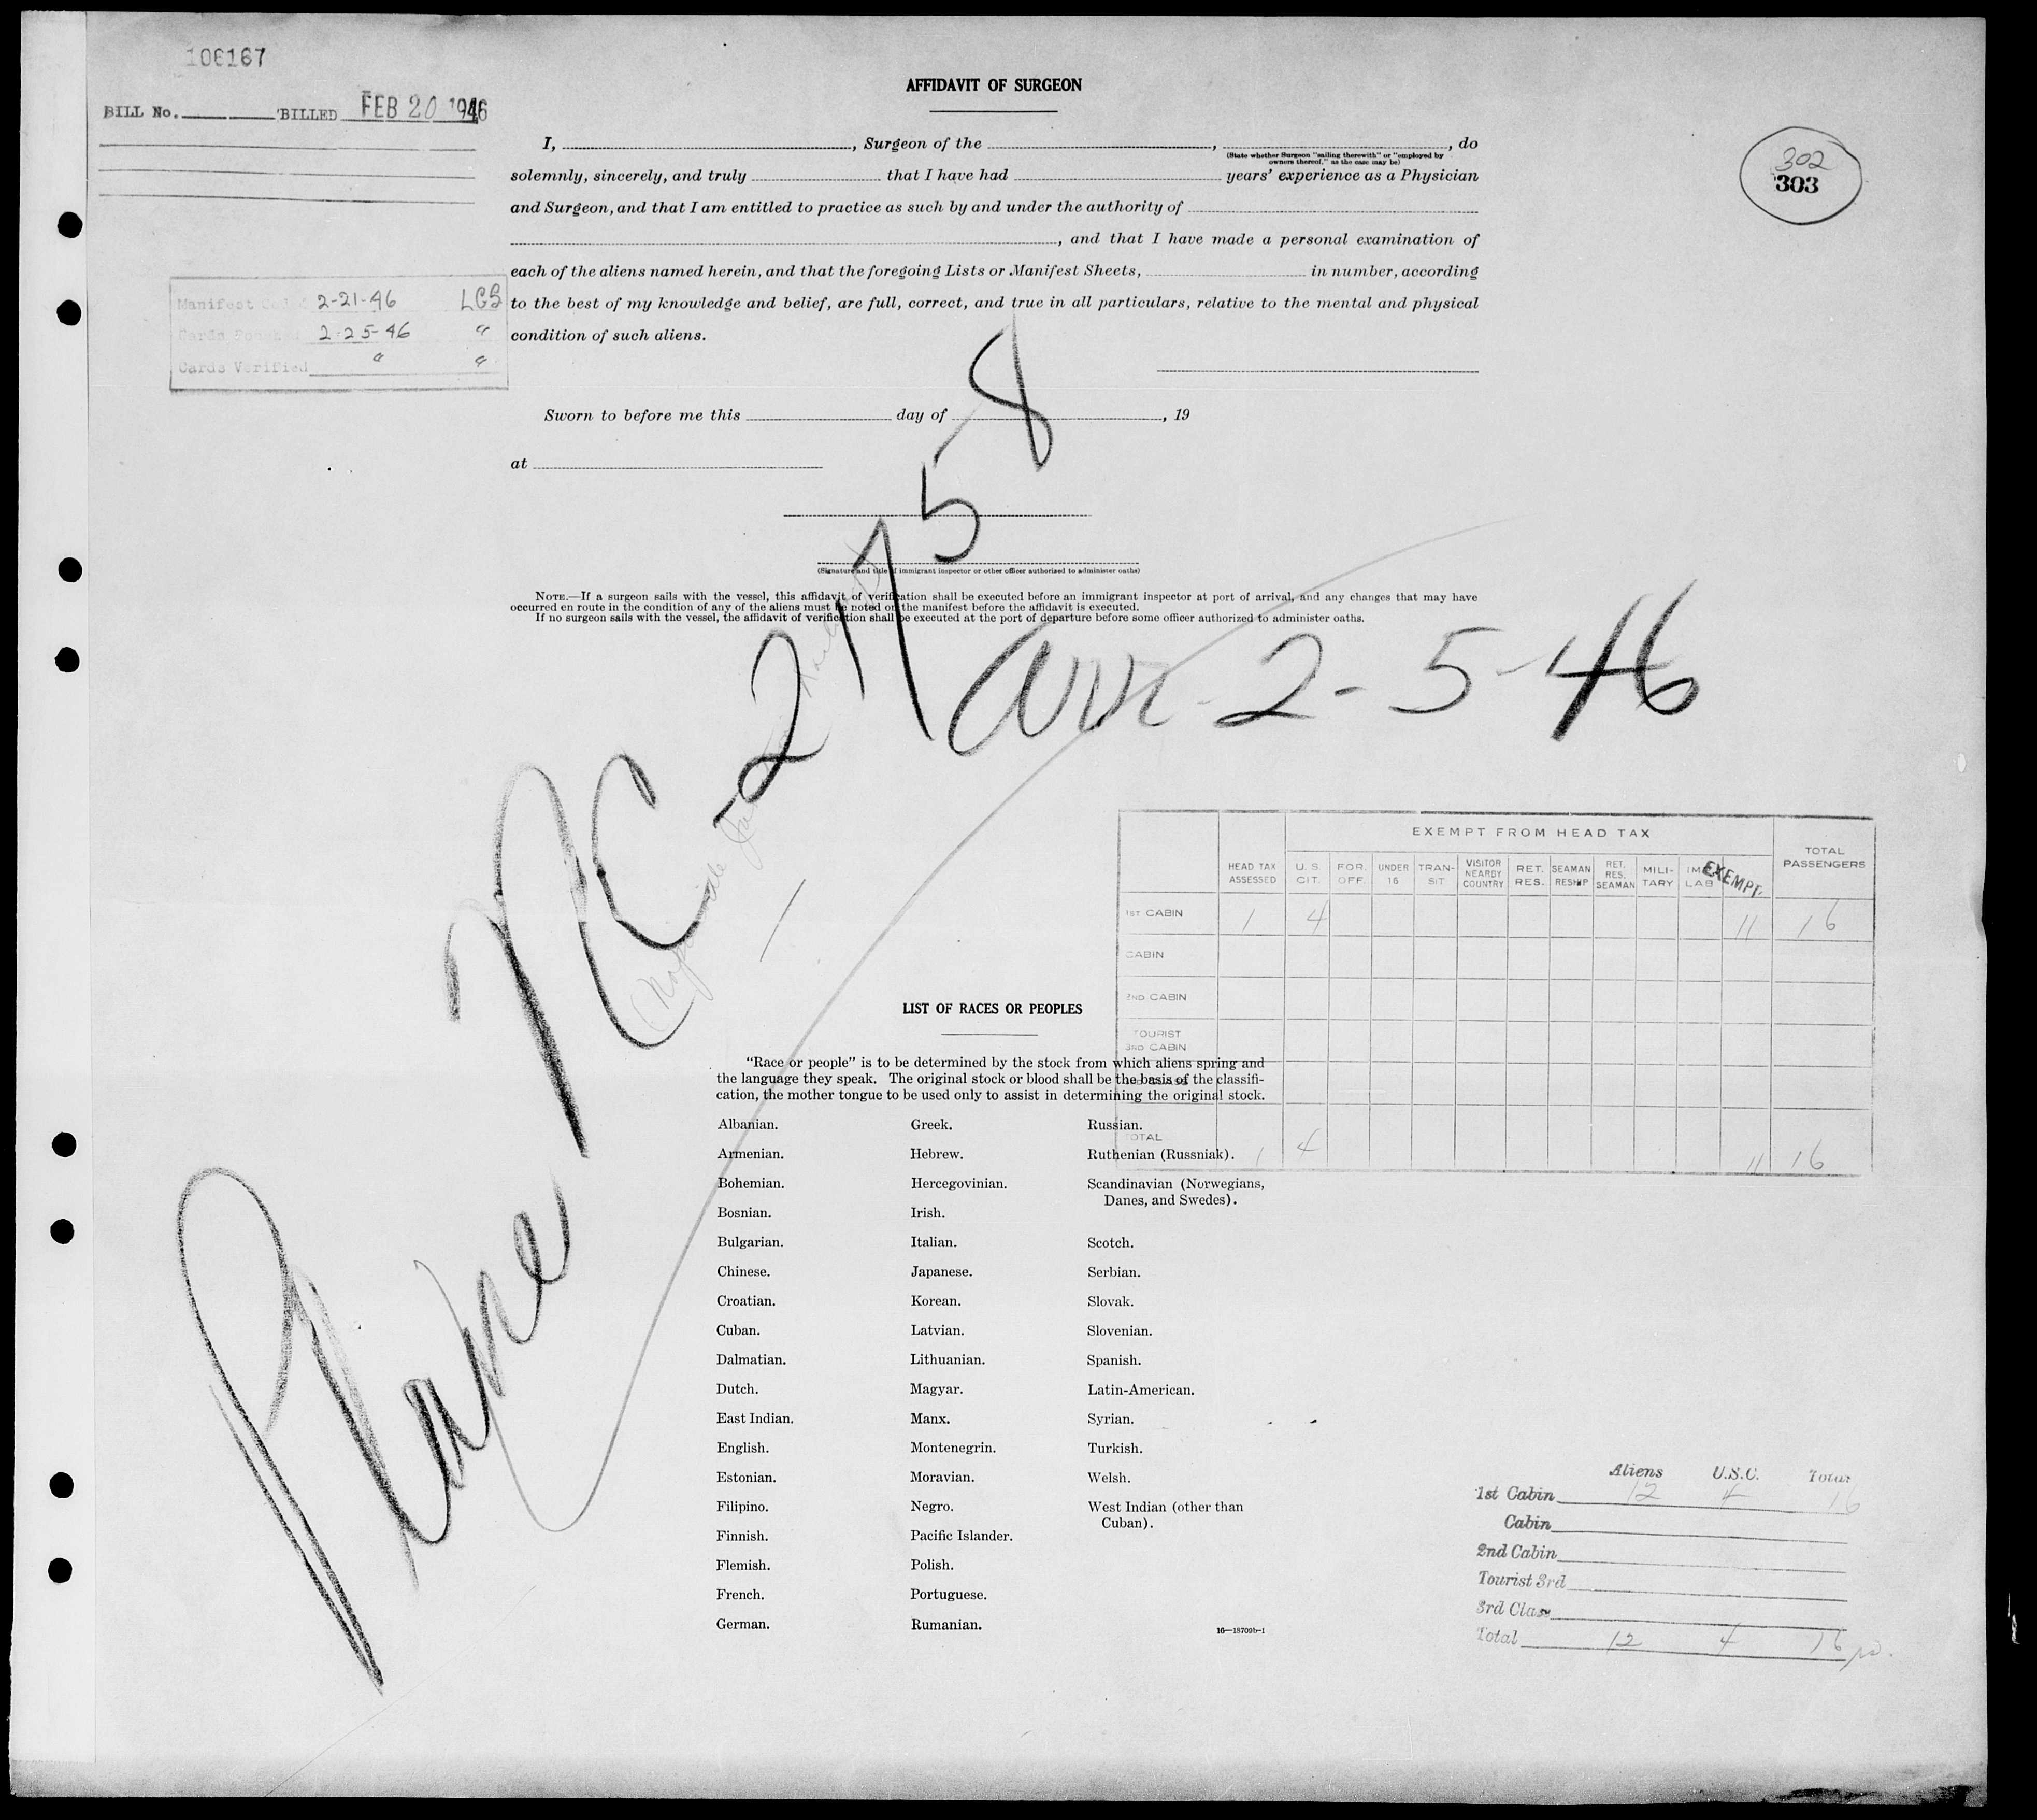 106167
BILL No. BILLED FEB 20 1946
302
303
AFFIDAVIT OF SURGEON
I, , Surgeon of the , , do
(State whether Surgeon "sailing therewith" or "employed by
owners thereof," as the case may be)
solemnly, sincerely, and truly that I have had years' experience as a Physician
and Surgeon, and that I am entitled to practice as such by and under the authority of
, and that I have made a personal examination of
each of the aliens named herein, and that the foregoing Lists or Manifest Sheets, in number, according
to the best of my knowledge and belief, are full, correct, and true in all particulars, relative to the mental and physical
condition of such aliens.
Manifest 2-21-46 LGS
Cards 2-25-46 "
Cards Verified " "
Sworn to before me this day of , 19
at
(Signature and title of immigrant inspector or other officer authorized to administer oaths)
NOTE.—If a surgeon sails with the vessel, this affidavit of verification shall be executed before an immigrant inspector at port of arrival, and any changes that may have
occurred en route in the condition of any of the aliens must be noted on the manifest before the affidavit is executed.
If no surgeon sails with the vessel, the affidavit of verification shall be executed at the port of departure before some officer authorized to administer oaths.
Plane NC-21758
Arr. 2-5-46
EXEMPT FROM HEAD TAX
HEAD TAX ASSESSED U.S. CIT. FOR. OFF. UNDER 16 TRAN-SIT VISITOR NEARBY COUNTRY RET. RES. SEAMAN RESHIP RET. RES. SEAMAN MILI-TARY LAB EXEMPT. TOTAL PASSENGERS
1ST CABIN 1 4 11 16
CABIN
2ND CABIN
TOURIST
3RD CABIN
TOTAL 1 4 11 16
LIST OF RACES OR PEOPLES
"Race or people" is to be determined by the stock from which aliens spring and
the language they speak. The original stock or blood shall be the basis of the classifi-
cation, the mother tongue to be used only to assist in determining the original stock.
Albanian. Greek. Russian.
Armenian. Hebrew. Ruthenian (Russniak).
Bohemian. Hercegovinian. Scandinavian (Norwegians,
Danes, and Swedes).
Bosnian. Irish.
Bulgarian. Italian. Scotch.
Chinese. Japanese. Serbian.
Croatian. Korean. Slovak.
Cuban. Latvian. Slovenian.
Dalmatian. Lithuanian. Spanish.
Dutch. Magyar. Latin-American.
East Indian. Manx. Syrian.
English. Montenegrin. Turkish.
Estonian. Moravian. Welsh.
Filipino. Negro. West Indian (other than
Cuban).
Finnish. Pacific Islander.
Flemish. Polish.
French. Portuguese.
German. Rumanian.
16—18709b-1
Aliens U.S.C. Total
1st Cabin 12 4 16
Cabin
2nd Cabin
Tourist 3rd
3rd Class
Total 12 4 16